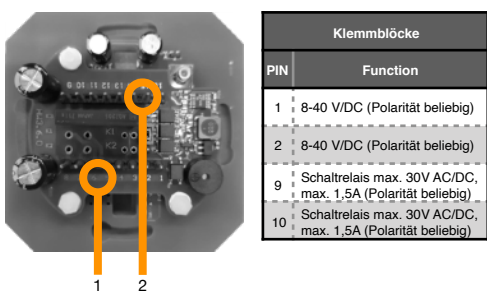 Klemmblöcke
PIN Function
1 8-40 V/DC (Polarität beliebig)
2 8-40 V/DC (Polarität beliebig)
9 Schaltrelais max. 30V AC/DC,
max. 1,5A (Polarität beliebig)
10 Schaltrelais max. 30V AC/DC,
max. 1,5A (Polarität beliebig)
K1
K2
1 2